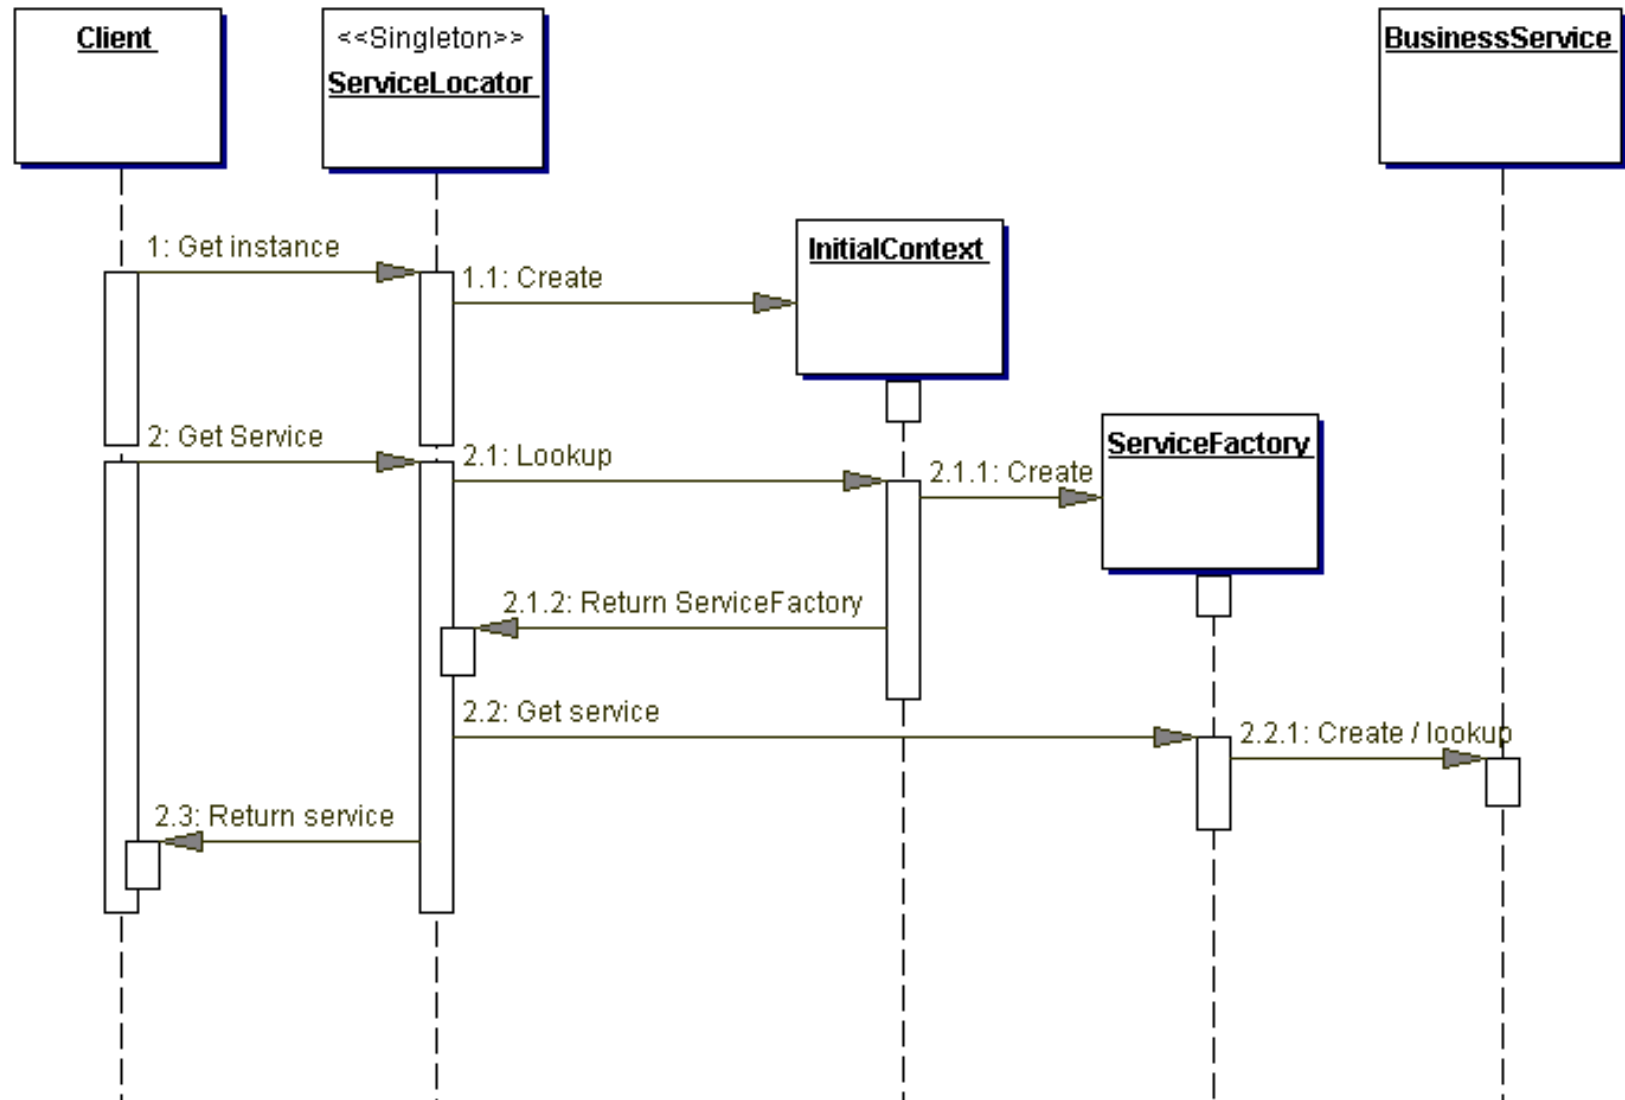 Client
<<Singleton>>
ServiceLocator
BusinessService
1: Get instance
1.1: Create
InitialContext
2: Get Service
2.1: Lookup
2.1.1: Create
ServiceFactory
2.1.2: Return ServiceFactory
2.2: Get service
2.2.1: Create / lookup
2.3: Return service